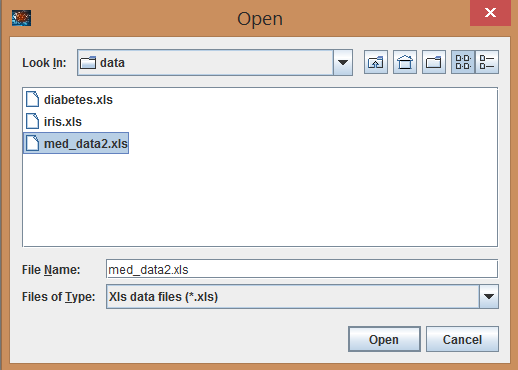 Open
Look In: data
diabetes.xls
iris.xls
med_data2.xls
File Name: med_data2.xls
Files of Type: Xls data files (*.xls)
Open Cancel